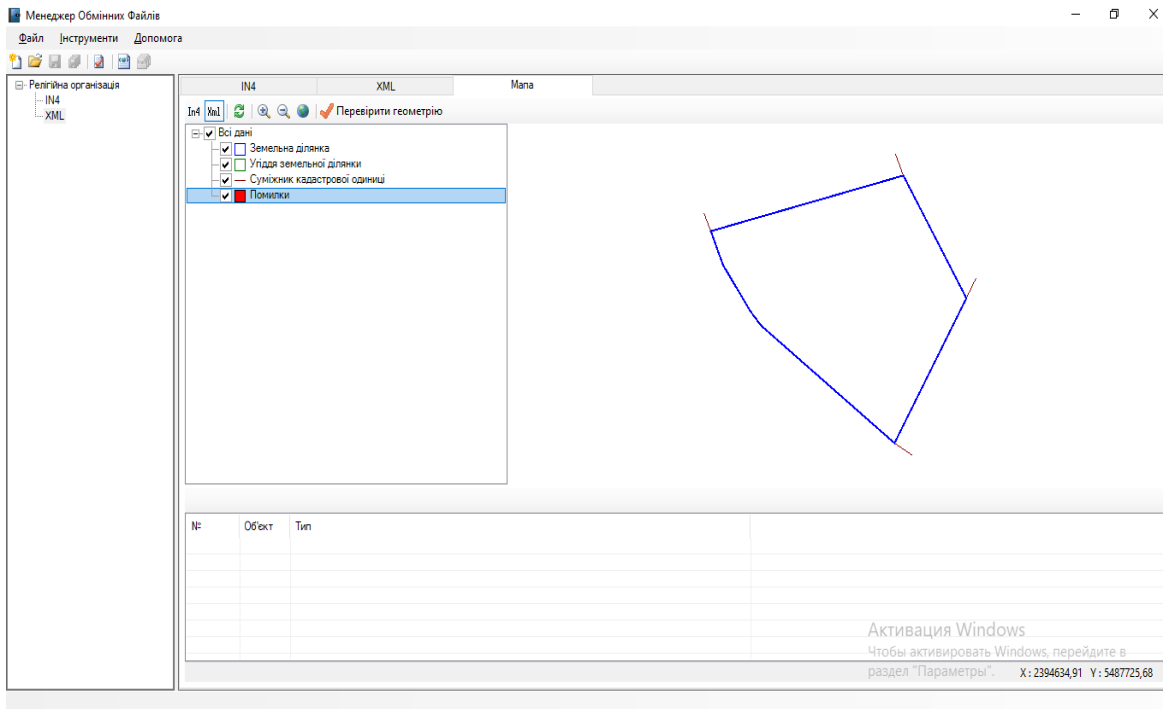 Менеджер Обмінних Файлів
Файл Інструменти Допомога
Релігійна організація
IN4
XML
IN4 XML Мапа
In4 Xml Перевірити геометрію
Всі дані
Земельна ділянка
Угіддя земельної ділянки
Суміжник кадастрової одиниці
Помилки
№ Об'єкт Тип
Активация Windows
Чтобы активировать Windows, перейдите в
раздел "Параметры".
X : 2394634,91 Y : 5487725,68